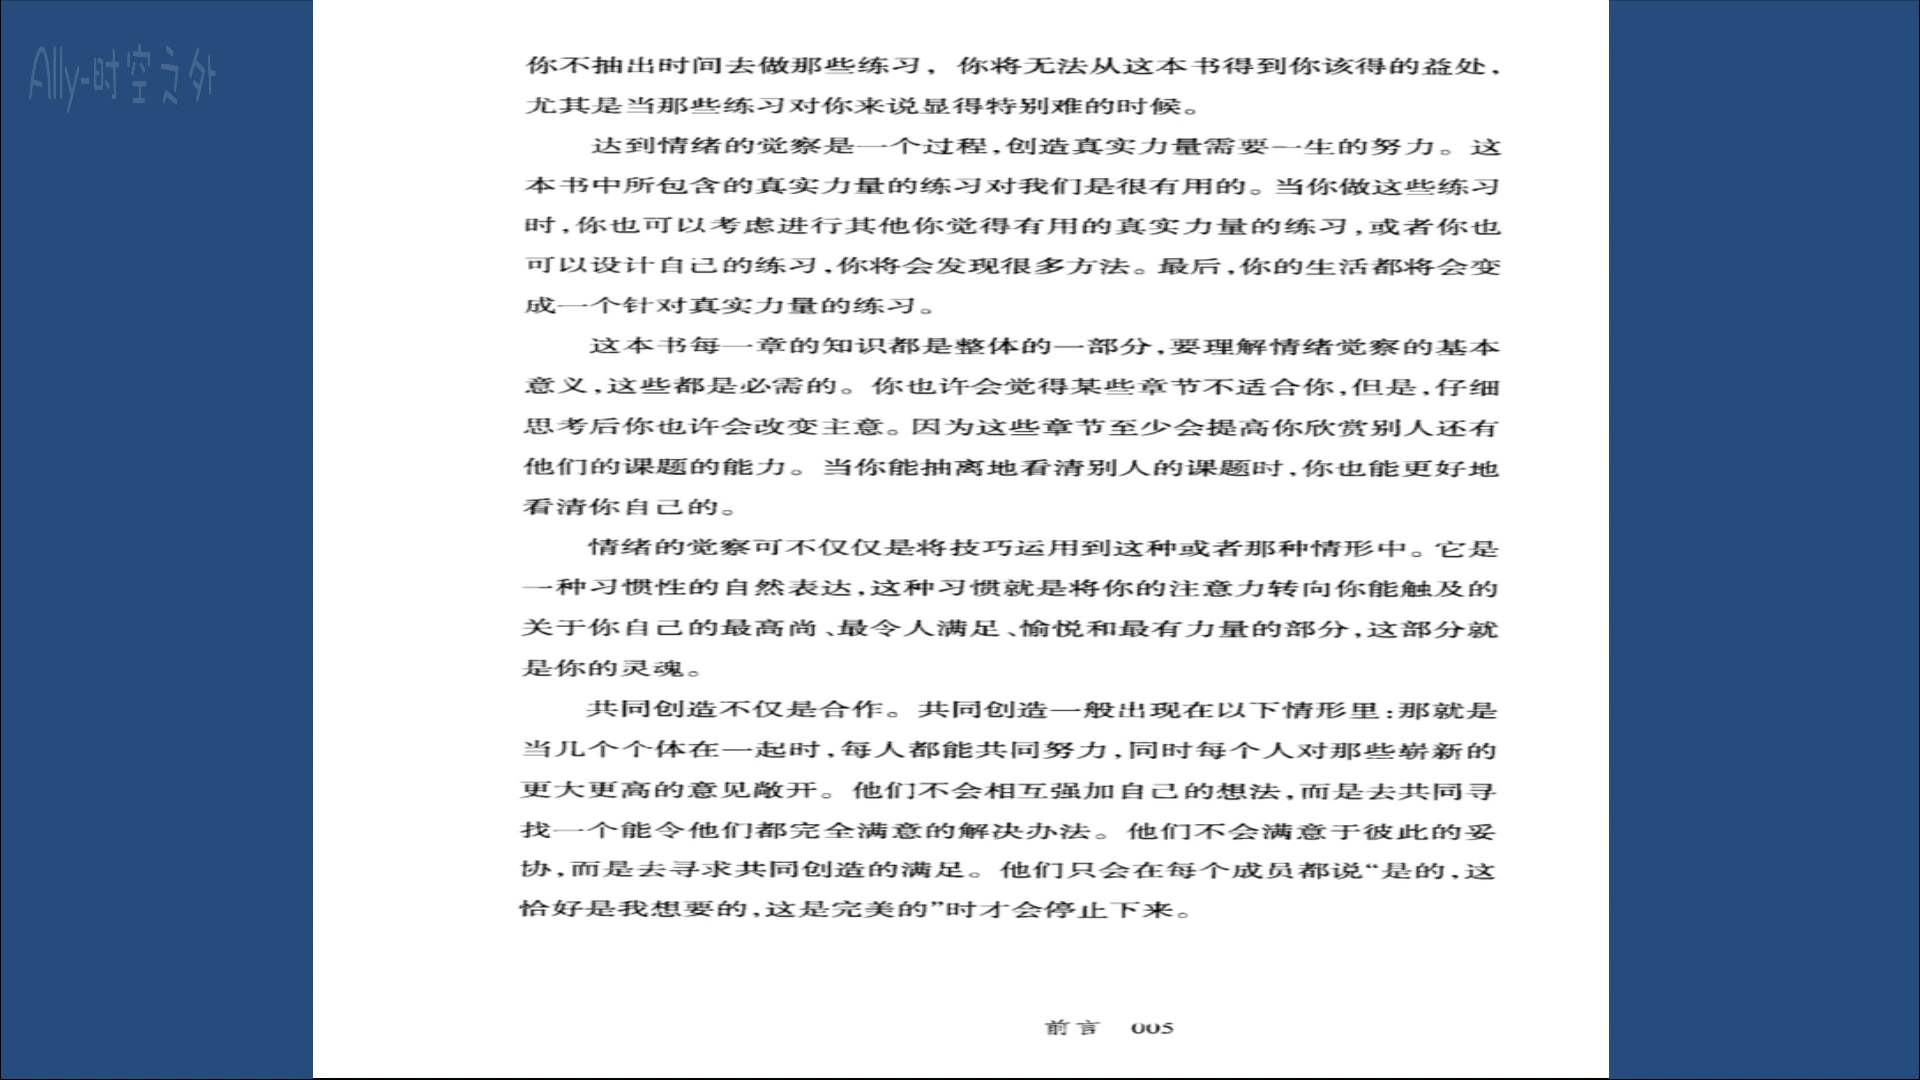 Ally-时空之外
你不抽出时间去做那些练习，你将无法从这本书得到你该得的益处，
尤其是当那些练习对你来说显得特别难的时候。
达到情绪的觉察是一个过程，创造真实力量需要一生的努力。这
本书中所包含的真实力量的练习对我们是很有用的。当你做这些练习
时，你也可以考虑进行其他你觉得有用的真实力量的练习，或者你也
可以设计自己的练习，你将会发现很多方法。最后，你的生活都将会变
成一个针对真实力量的练习。
这本书每一章的知识都是整体的一部分，要理解情绪觉察的基本
意义，这些都是必需的。你也许会觉得某些章节不适合你，但是，仔细
思考后你也许会改变主意。因为这些章节至少会提高你欣赏别人还有
他们的课题的能力。当你能抽离地看清别人的课题时，你也能更好地
看清你自己的。
情绪的觉察可不仅仅是将技巧运用到这种或者那种情形中。它是
一种习惯性的自然表达，这种习惯就是将你的注意力转向你能触及的
关于你自己的最高尚、最令人满足、愉悦和最有力量的部分，这部分就
是你的灵魂。
共同创造不仅是合作。共同创造一般出现在以下情形里：那就是
当几个个体在一起时，每人都能共同努力，同时每个人对那些崭新的
更大更高的意见敞开。他们不会相互强加自己的想法，而是去共同寻
找一个能令他们都完全满意的解决办法。他们不会满意于彼此的妥
协，而是去寻求共同创造的满足。他们只会在每个成员都说“是的，这
恰好是我想要的，这是完美的”时才会停止下来。
前言 005